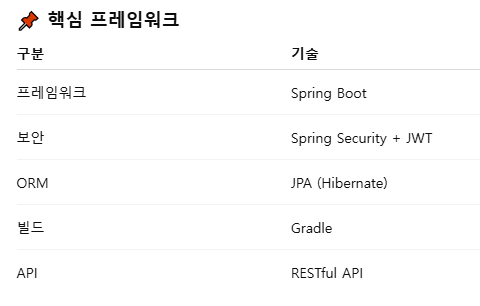 📌 핵심 프레임워크
구분 기술
프레임워크 Spring Boot
보안 Spring Security + JWT
ORM JPA (Hibernate)
빌드 Gradle
API RESTful API